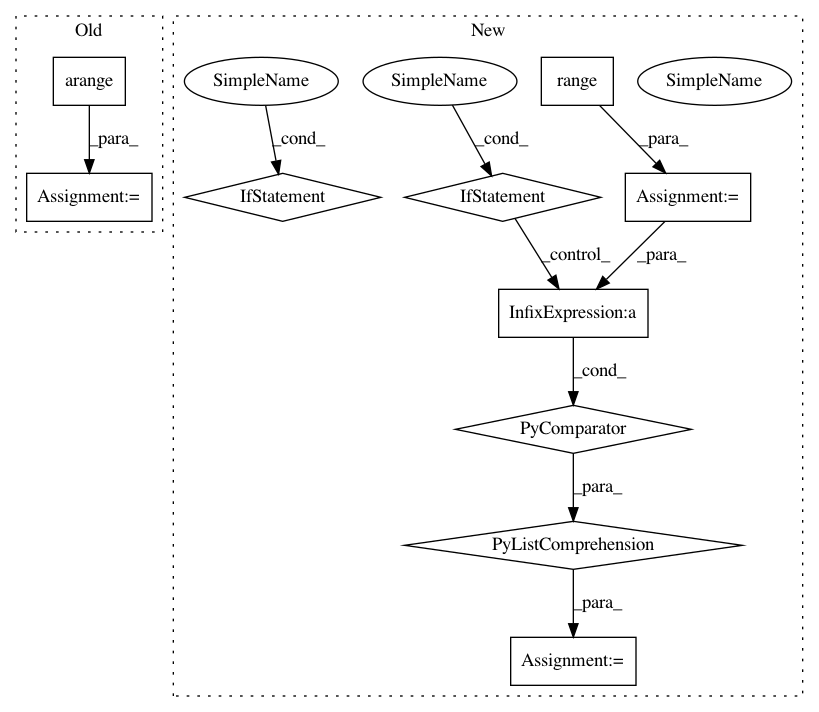 Old
New
arange
SimpleName
SimpleName
range
SimpleName
_para_
_cond_
_cond_
_para_
Assignment:=
IfStatement
IfStatement
Assignment:=
_control_
_para_
InfixExpression:a
_cond_
PyComparator
_para_
PyListComprehension
_para_
Assignment:=